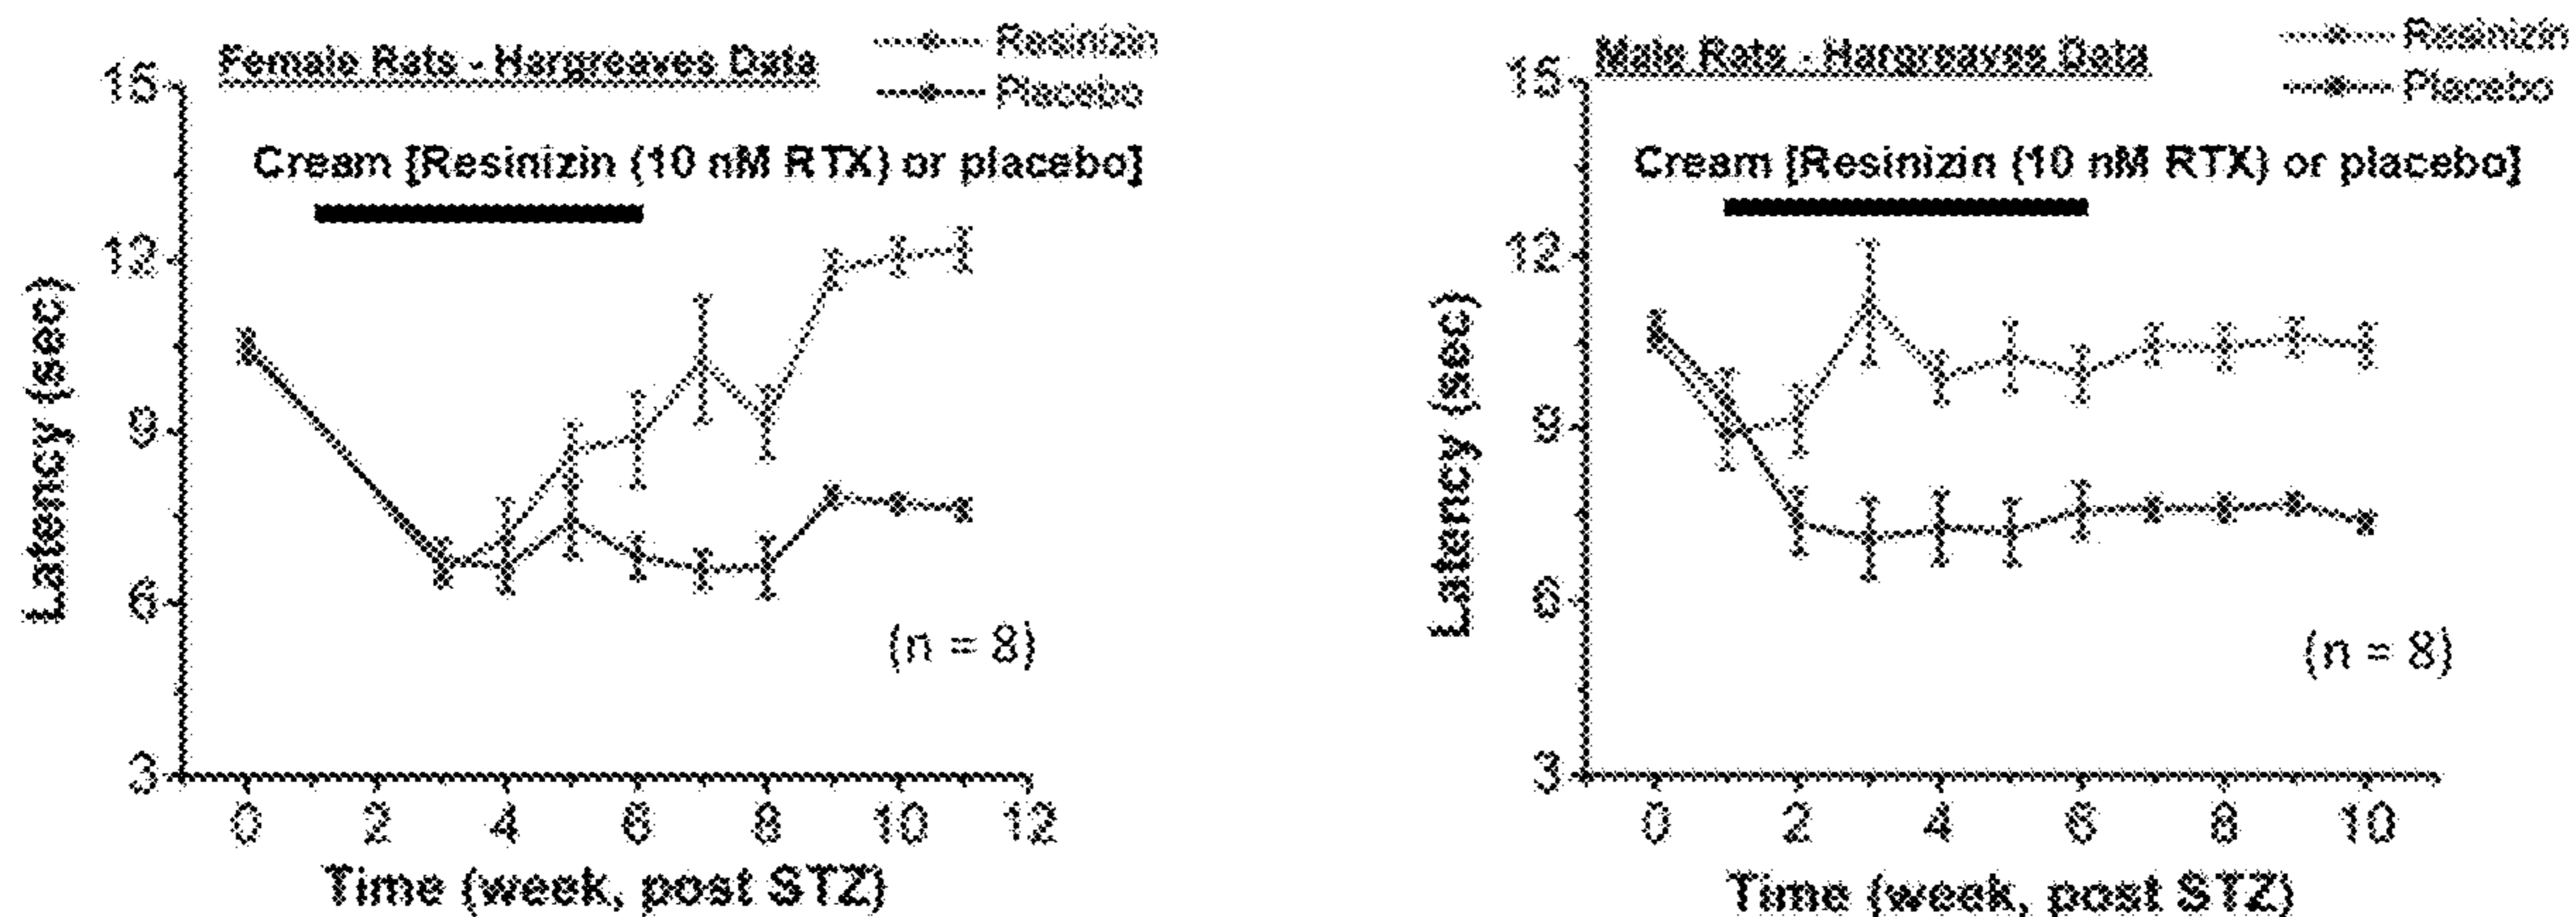 Female Rats - Hargreaves Data
Resinizin
Placebo
Cream [Resinizin (10 nM RTX) or placebo]
15
12
9
6
3
Latency (sec)
(n = 8)
0 2 4 6 8 10 12
Time (week, post STZ)
Male Rats - Hargreaves Data
Resinizin
Placebo
Cream [Resinizin (10 nM RTX) or placebo]
15
12
9
6
3
Latency (sec)
(n = 8)
0 2 4 6 8 10
Time (week, post STZ)